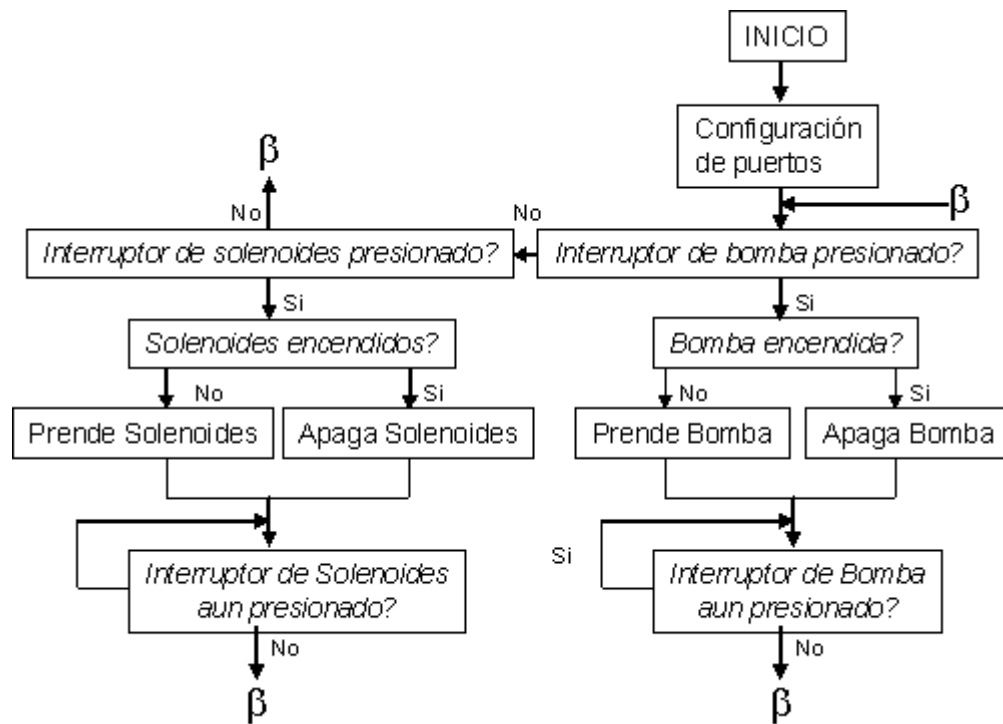 INICIO
Configuración
de puertos
β
β
No
No
Interruptor de solenoides presionado?
Interruptor de bomba presionado?
Si
Si
Solenoides encendidos?
Bomba encendida?
No
Si
No
Si
Prende Solenoides
Apaga Solenoides
Prende Bomba
Apaga Bomba
Si
Interruptor de Solenoides
aun presionado?
Interruptor de Bomba
aun presionado?
No
No
β
β